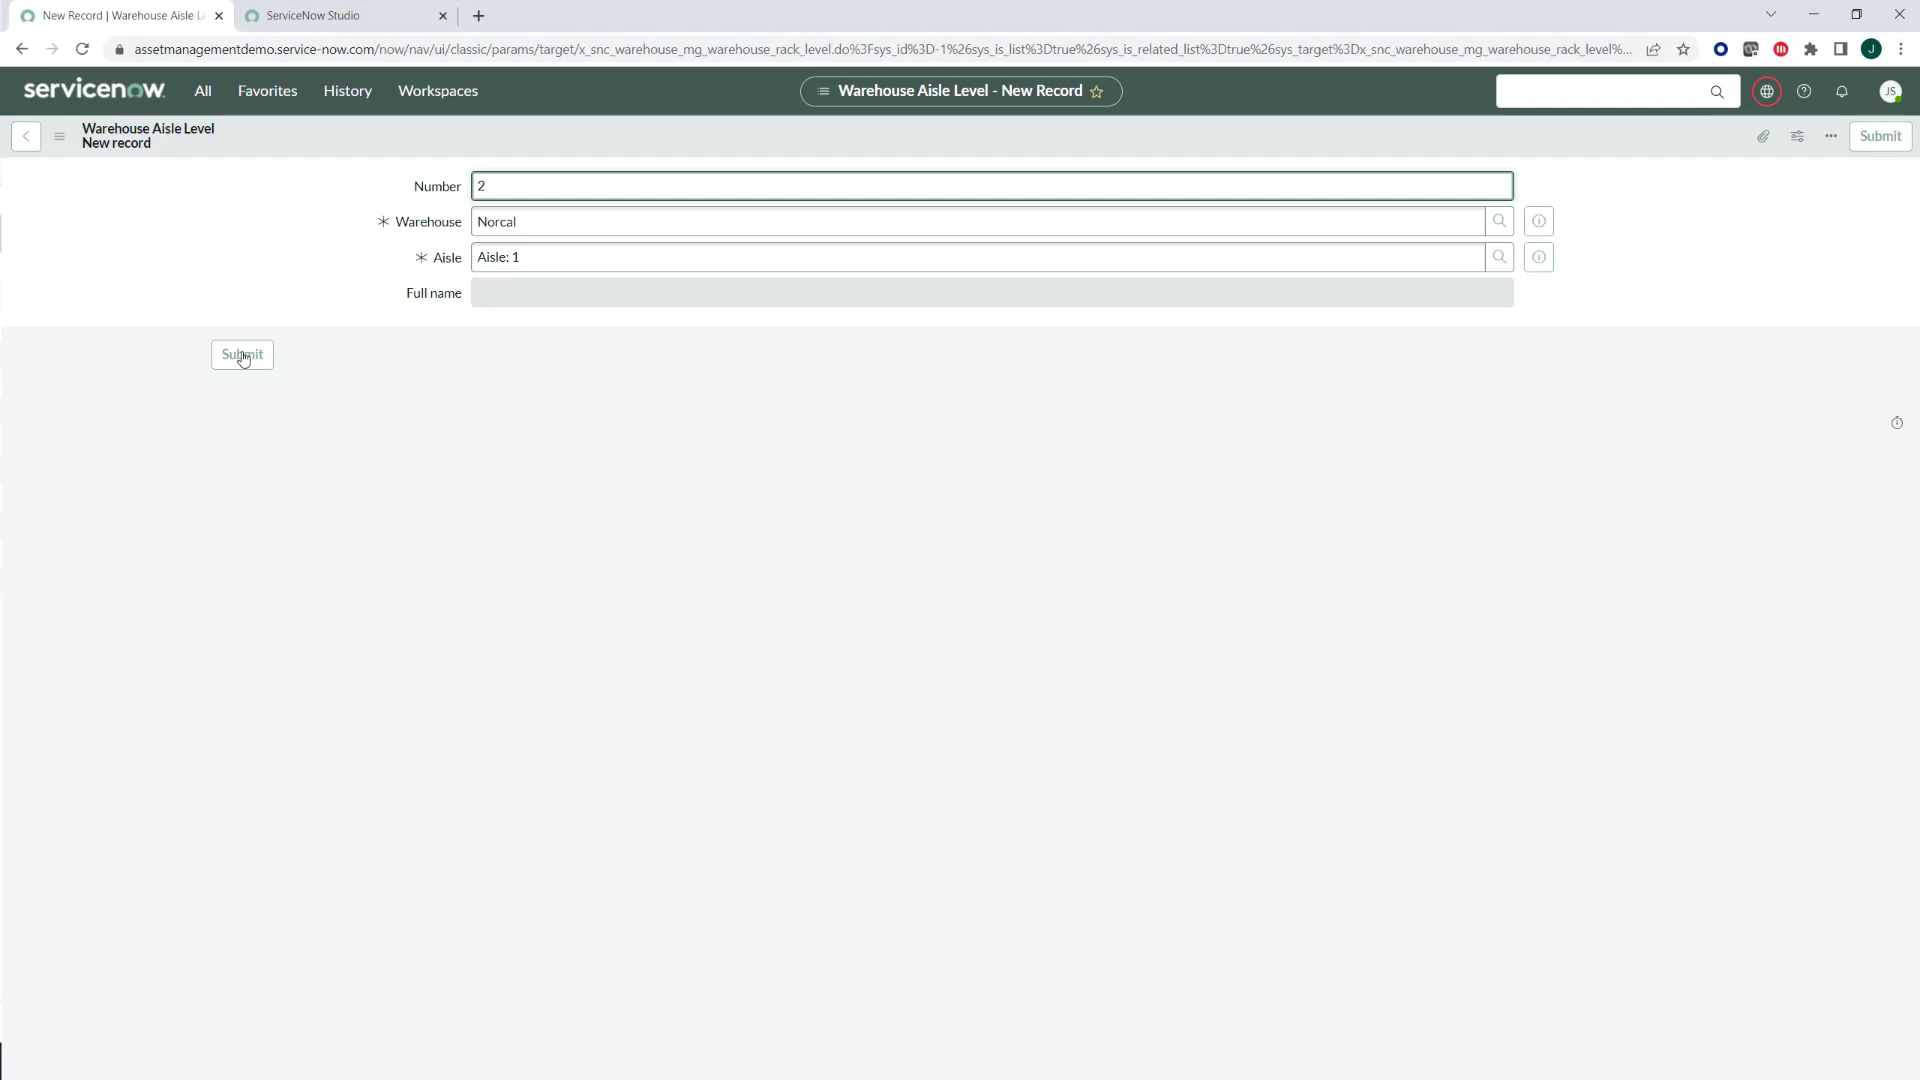 New Record | Warehouse Aisle Le
ServiceNow Studio
assetmanagementdemo.service-now.com/now/nav/ui/classic/params/target/x_snc_warehouse_mg_warehouse_rack_level.do%3Fsys_id%3D-1%26sys_is_list%3Dtrue%26sys_is_related_list%3Dtrue%26sys_target%3Dx_snc_warehouse_mg_warehouse_rack_level%...
J
servicenow
All
Favorites
History
Workspaces
Warehouse Aisle Level - New Record
JS
Warehouse Aisle Level
New record
Submit
Number
2
Warehouse
Norcal
Aisle
Aisle: 1
Full name
Submit